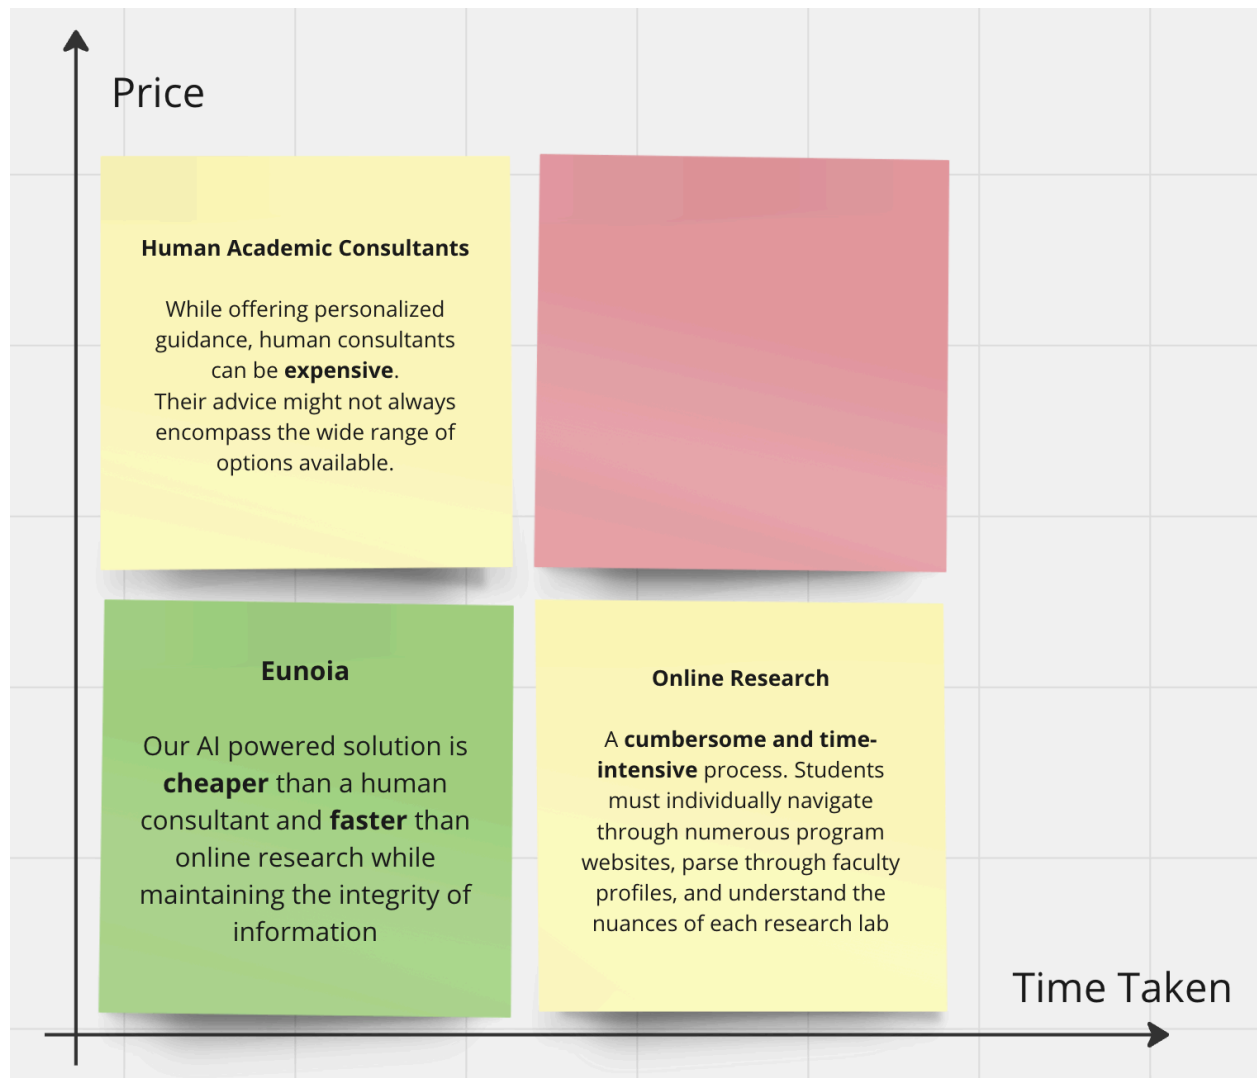 Price
Human Academic Consultants
While offering personalized
guidance, human consultants
can be expensive.
Their advice might not always
encompass the wide range of
options available.
Eunoia
Our AI powered solution is
cheaper than a human
consultant and faster than
online research while
maintaining the integrity of
information
Online Research
A cumbersome and time-
intensive process. Students
must individually navigate
through numerous program
websites, parse through faculty
profiles, and understand the
nuances of each research lab
Time Taken